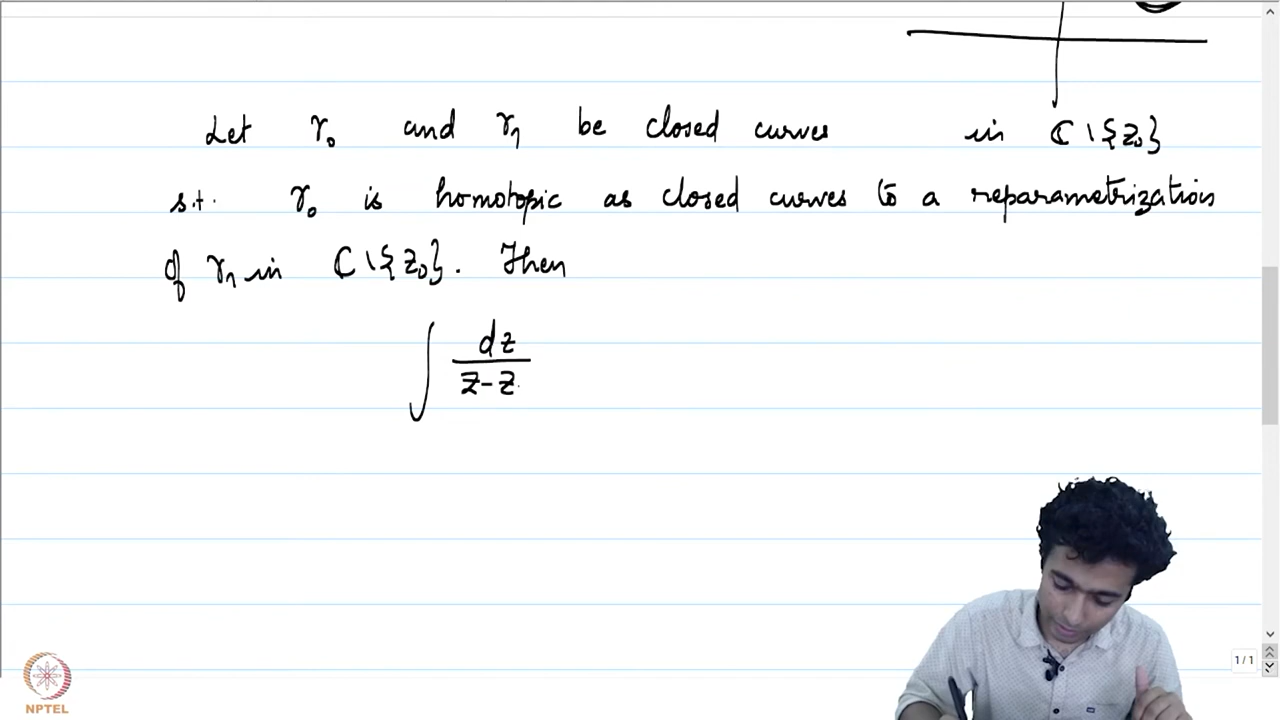 Let γ₀ and γ₁ be closed curves in ℂ∖{z₀}
s.t. γ₀ is homotopic as closed curves to a reparametrization
of γ₁ in ℂ∖{z₀}. Then
∫ dz / z-z
1/1
NPTEL